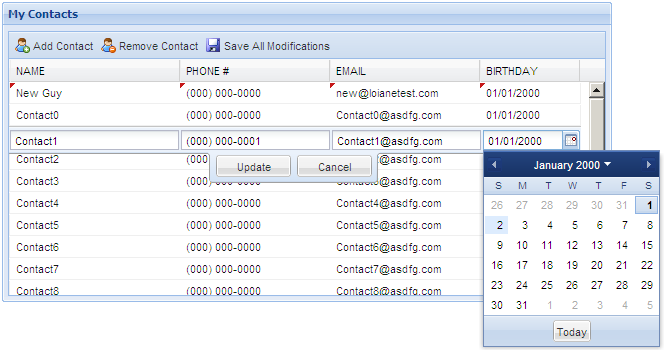 My Contacts
Add Contact Remove Contact Save All Modifications
NAME PHONE # EMAIL BIRTHDAY
New Guy (000) 000-0000 new@loianetest.com 01/01/2000
Contact0 (000) 000-0000 Contact0@asdfg.com 01/01/2000
Contact1 (000) 000-0001 Contact1@asdfg.com 01/01/2000
Contact2 (000) 000-0000 Contact2@asdfg.com
Update Cancel
Contact3 (000) 000-0000 Contact3@asdfg.com
Contact4 (000) 000-0000 Contact4@asdfg.com
Contact5 (000) 000-0000 Contact5@asdfg.com
Contact6 (000) 000-0000 Contact6@asdfg.com
Contact7 (000) 000-0000 Contact7@asdfg.com
Contact8 (000) 000-0000 Contact8@asdfg.com
January 2000
S M T W T F S
26 27 28 29 30 31 1
2 3 4 5 6 7 8
9 10 11 12 13 14 15
16 17 18 19 20 21 22
23 24 25 26 27 28 29
30 31 1 2 3 4 5
Today